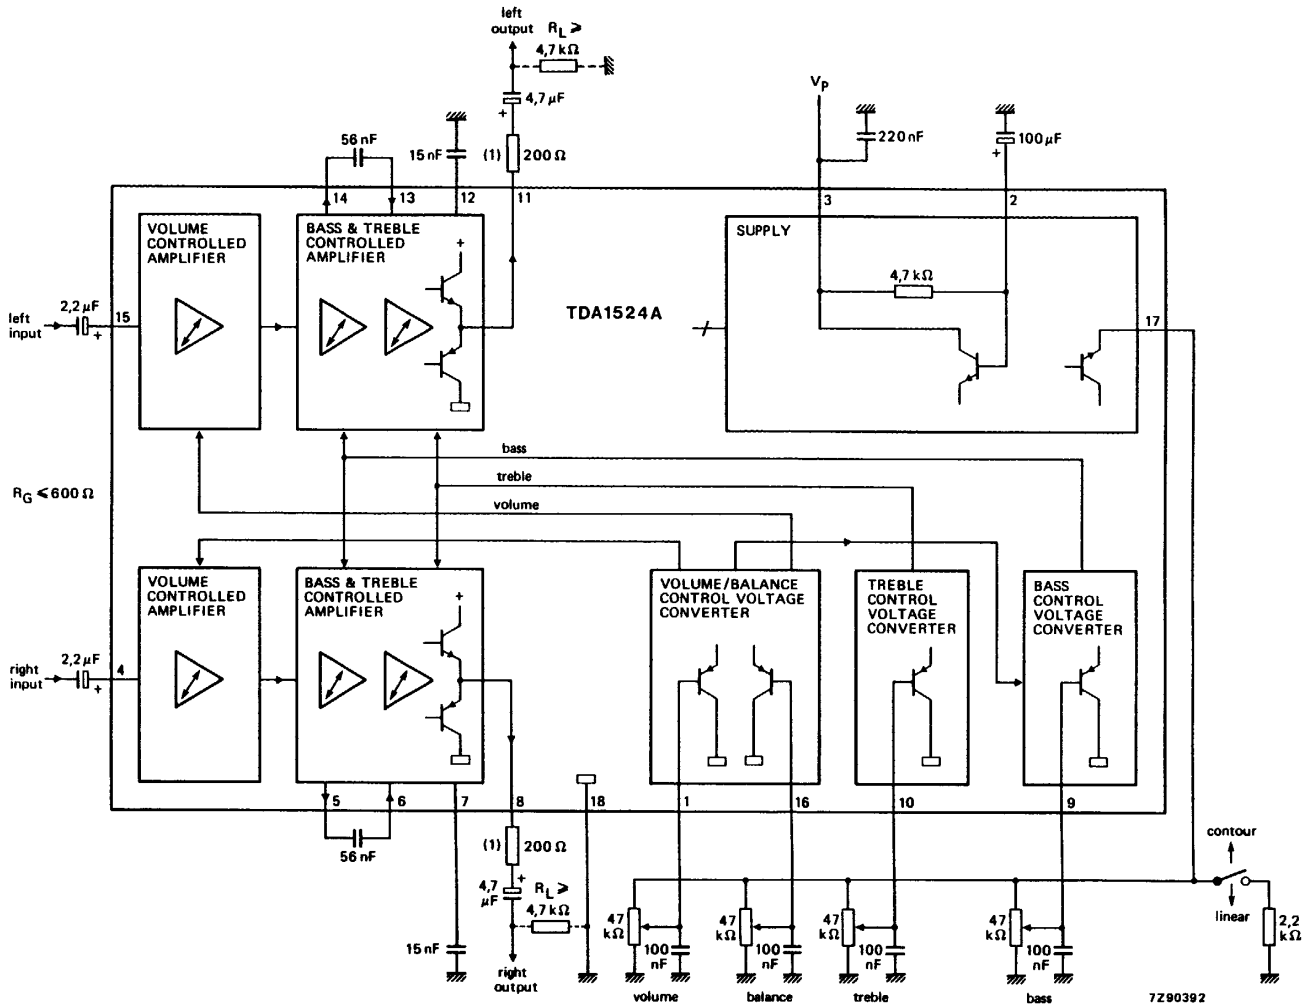 left
output
R_L ⩾
4,7 kΩ
4,7 µF
+
56 nF
15 nF
(1)
200 Ω
V_P
220 nF
100 µF
+
14
13
12
11
3
2
VOLUME
CONTROLLED
AMPLIFIER
BASS & TREBLE
CONTROLLED
AMPLIFIER
+
SUPPLY
4,7 kΩ
TDA1524A
2,2 µF
left
input
+
15
17
bass
treble
volume
R_G ⩽ 600 Ω
VOLUME
CONTROLLED
AMPLIFIER
BASS & TREBLE
CONTROLLED
AMPLIFIER
+
VOLUME/BALANCE
CONTROL VOLTAGE
CONVERTER
TREBLE
CONTROL
VOLTAGE
CONVERTER
BASS
CONTROL
VOLTAGE
CONVERTER
2,2 µF
right
input
+
4
5
6
7
8
18
1
16
10
9
56 nF
(1)
200 Ω
+
4,7
µF
R_L ⩾
4,7 kΩ
15 nF
right
output
47
kΩ
100
nF
47
kΩ
100
nF
47
kΩ
100
nF
47
kΩ
100
nF
contour
linear
2,2
kΩ
volume
balance
treble
bass
7Z90392